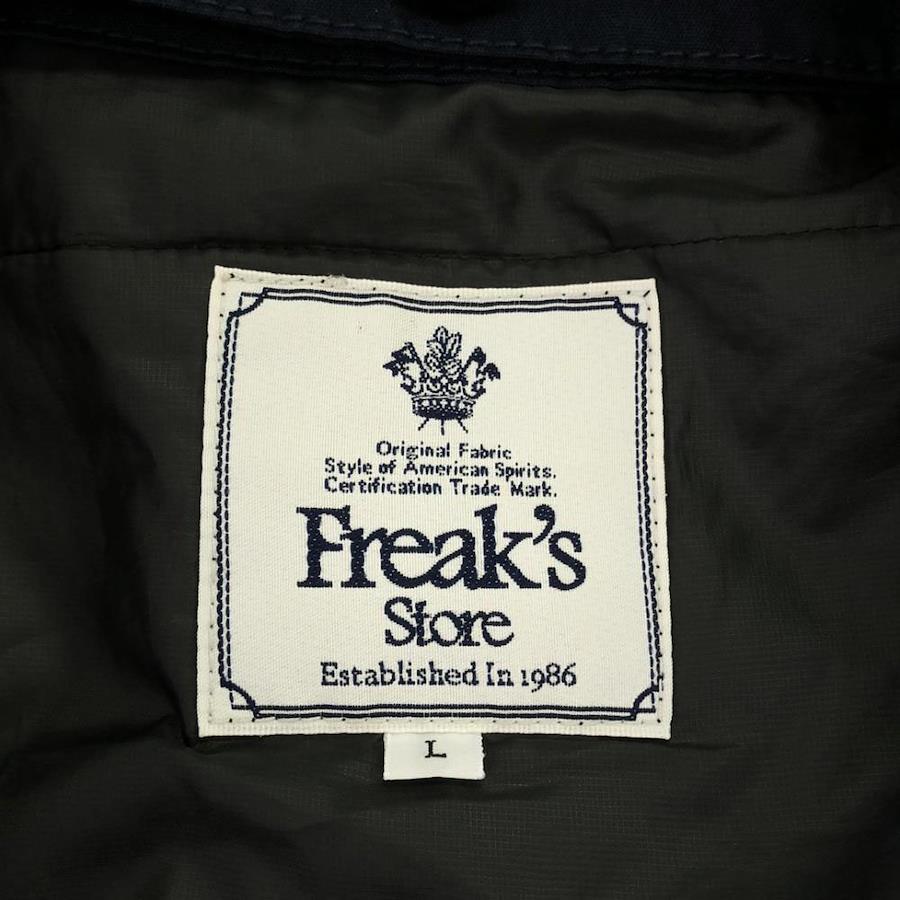 Original Fabric
Style of American Spirits.
Certification Trade Mark.
Freak's
Store
Established In 1986
L